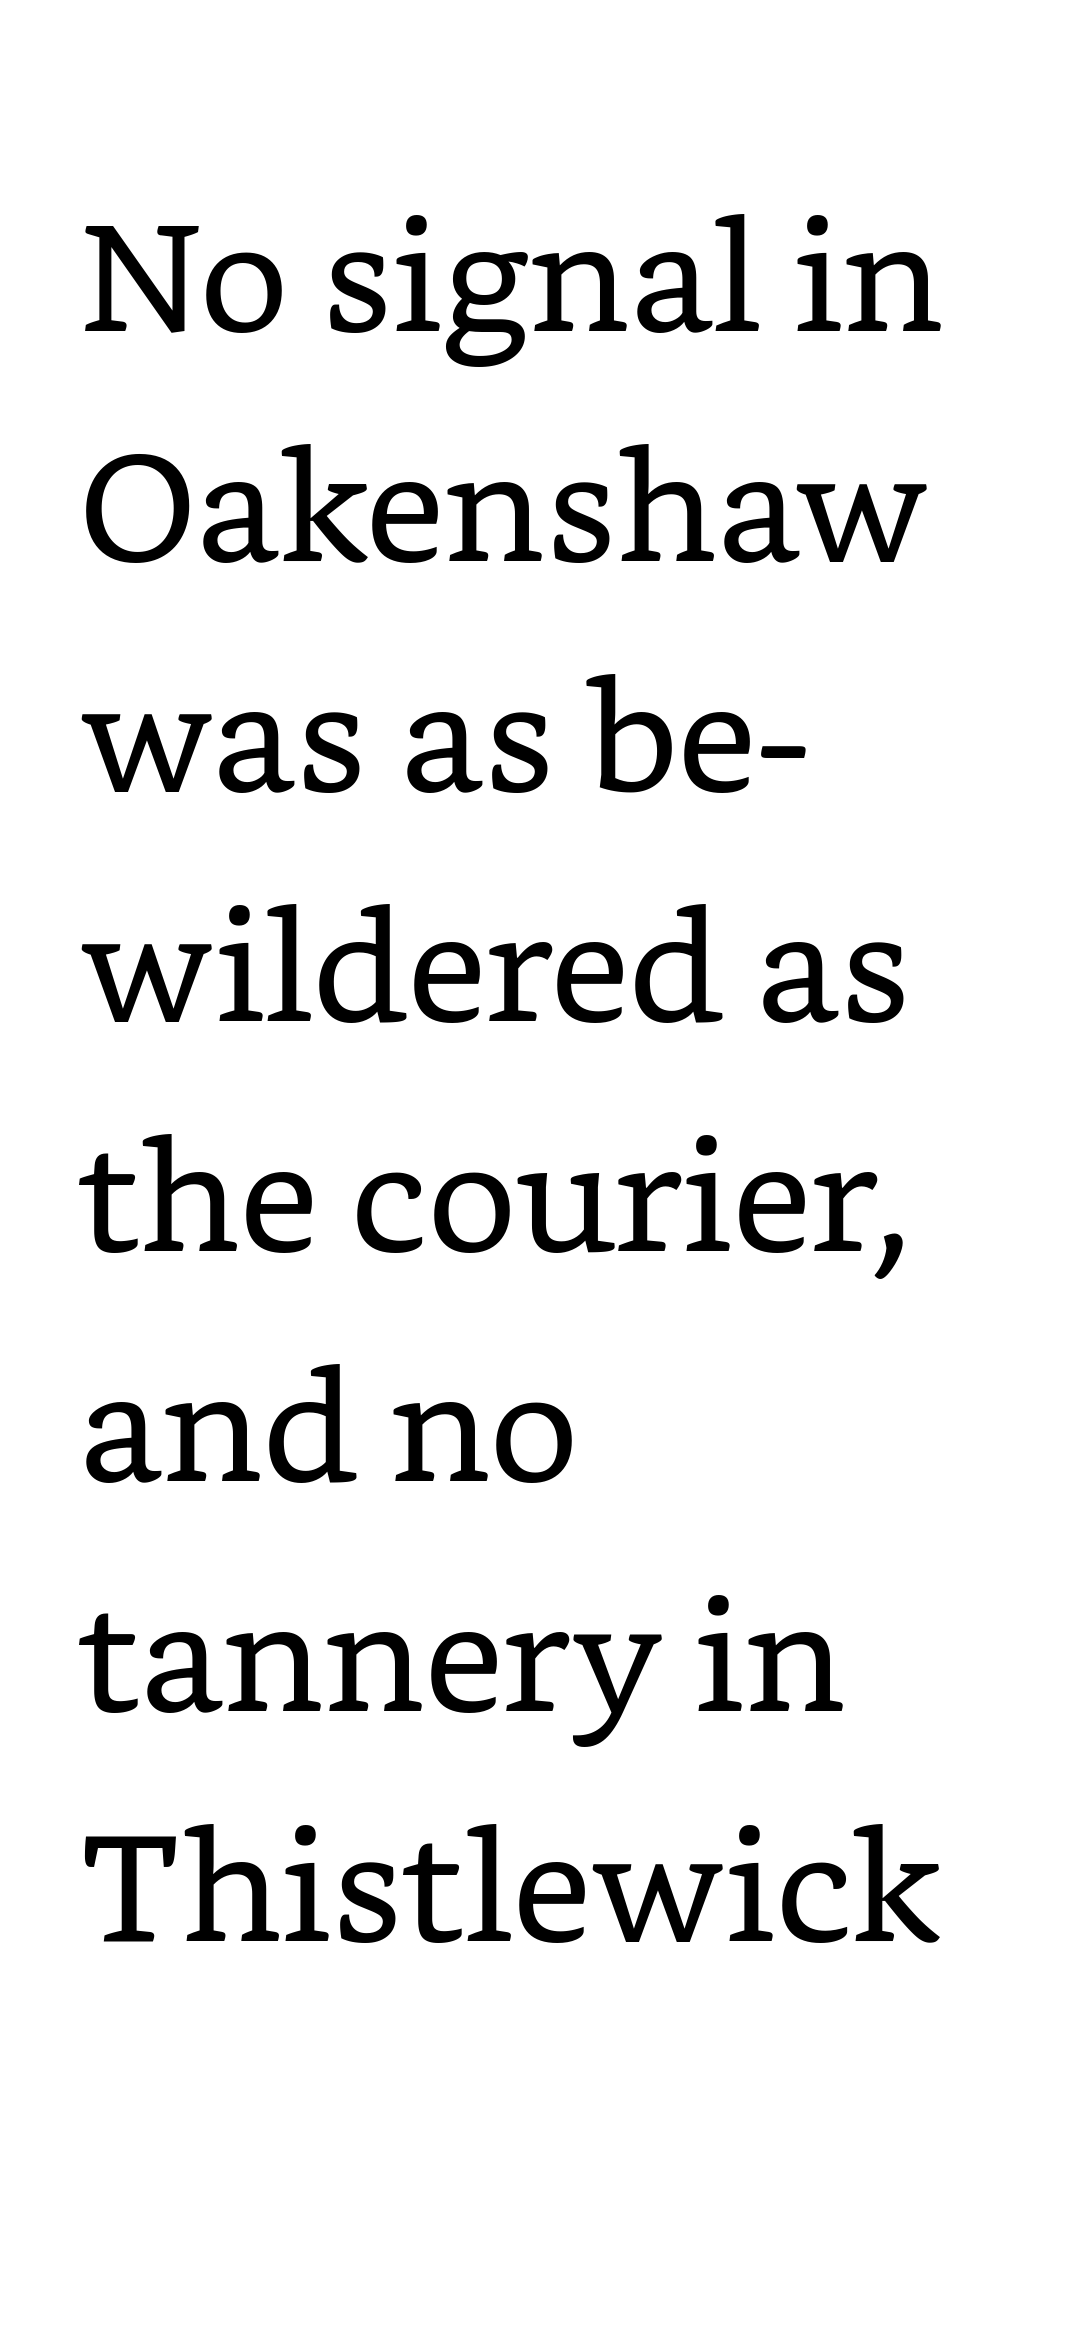 No signal in
Oakenshaw
was as be-
wildered as
the courier,
and no
tannery in
Thistlewick